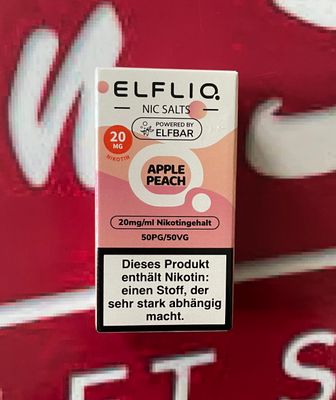 ELFLIQ
NIC SALTS
POWERED BY
ELFBAR
20
MG
NIKOTIN
APPLE
PEACH
20mg/ml Nikotingehalt
50PG/50VG
Dieses Produkt
enthält Nikotin:
einen Stoff, der
sehr stark abhängig
macht.